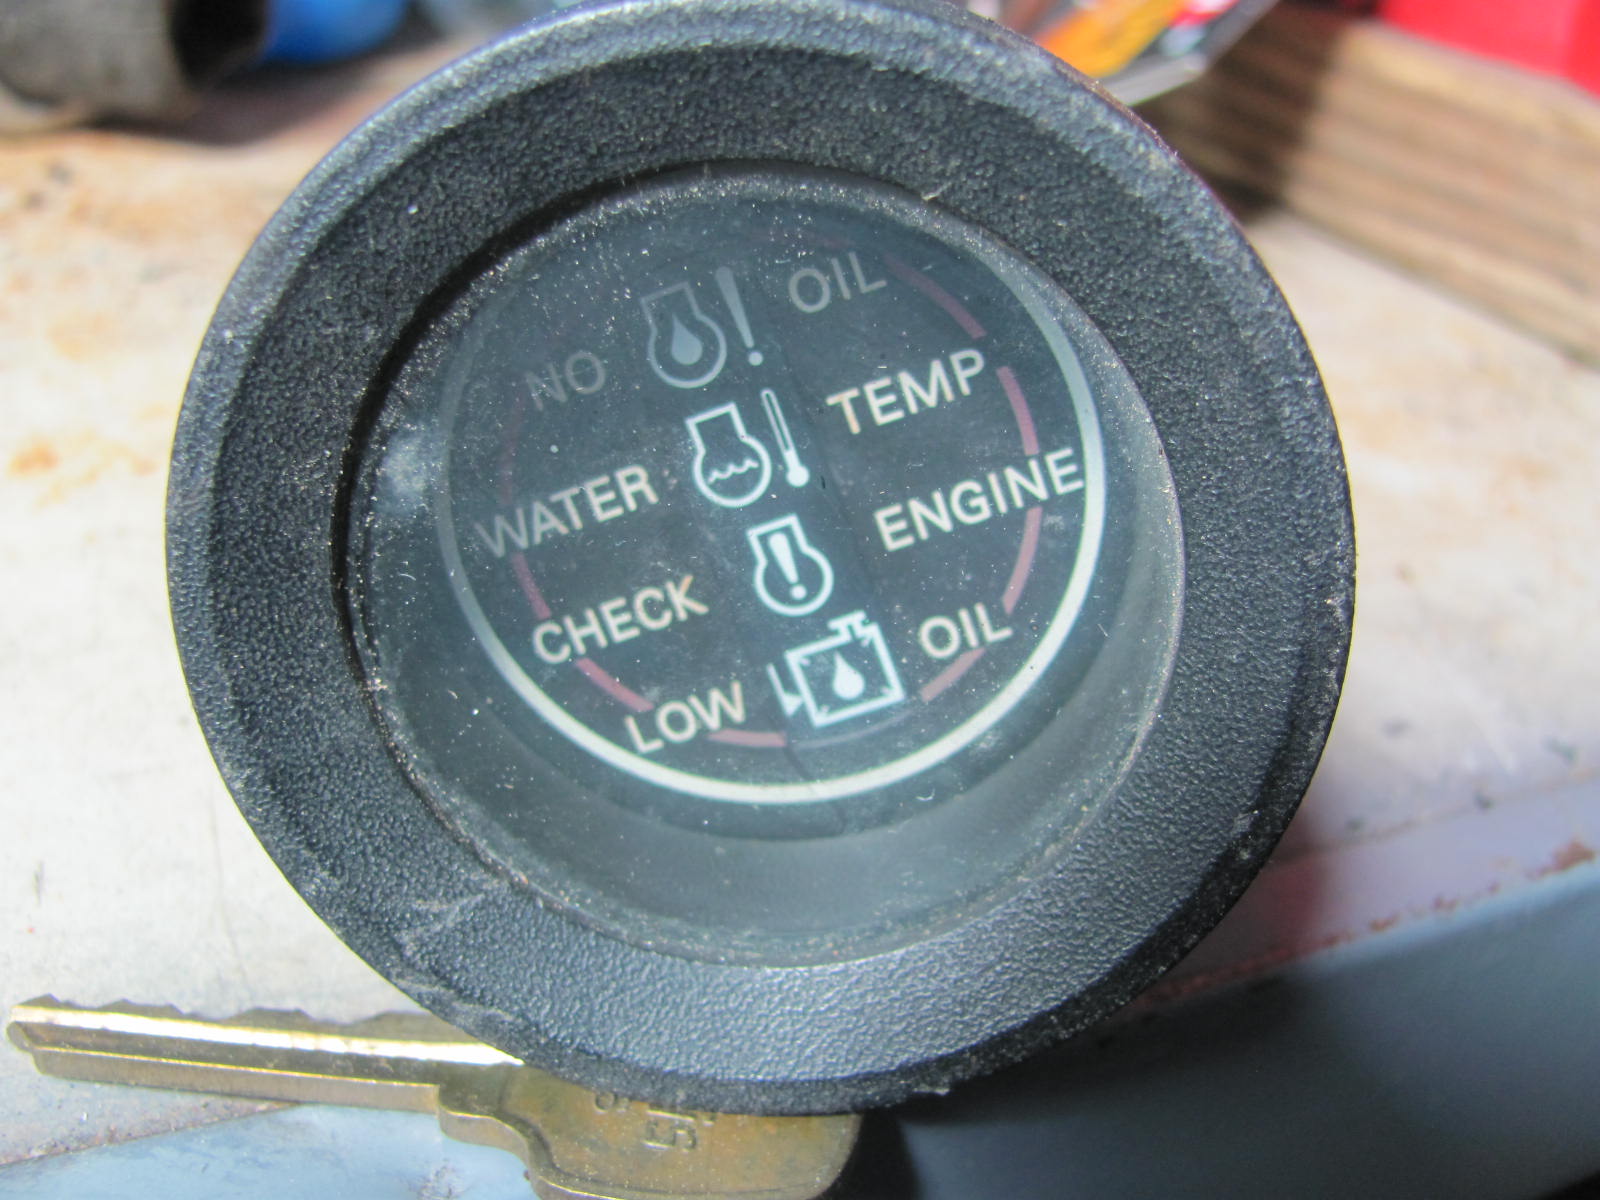 NO OIL
WATER TEMP
CHECK ENGINE
LOW OIL